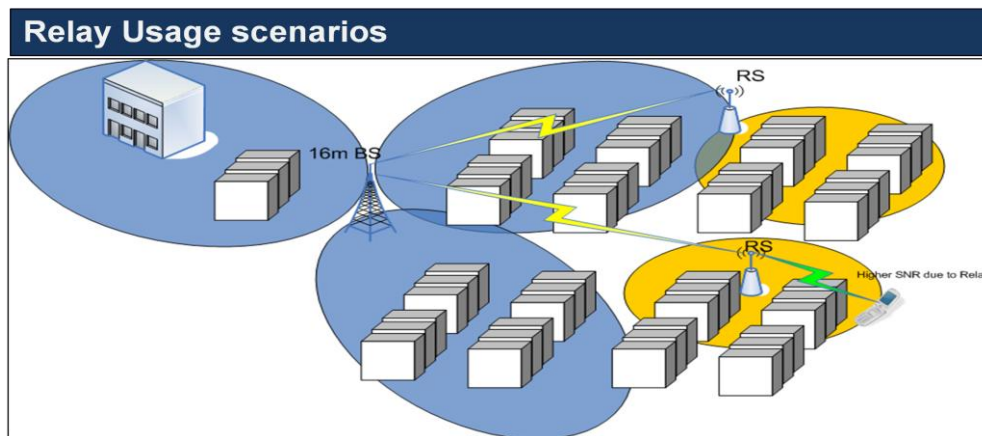 Relay Usage scenarios
RS
16m BS
RS
Higher SNR due to Rela